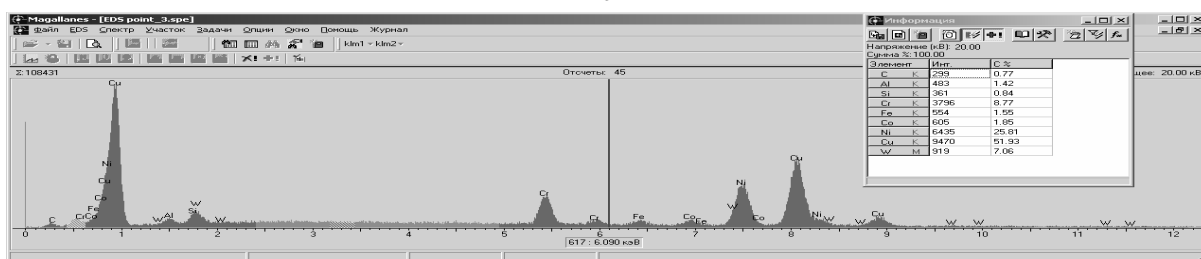 Magallanes - [EDS point_3.spe]
Файл EDS Спектр Участок Задачи Опции Окно Помощь Журнал
klm1 klm2
Σ: 108431
Отсчеты: 45
щее: 20.00 кВ
Информация
Напряжение (кВ): 20.00
Сумма %: 100.00
Элемент Инт. C %
C K 299 0.77
Al K 483 1.42
Si K 361 0.84
Cr K 3796 8.77
Fe K 554 1.55
Co K 605 1.85
Ni K 6435 25.81
Cu K 9470 51.93
W M 919 7.06
Cu
Ni
Cu
Co
Fe
C Cr Co W Al Si W W
Cr Cr Fe Co Fe W Ni Co Cu Ni W W Cu W W W W
0 1 2 3 4 5 6 7 8 9 10 11 12
617 : 6.090 кэВ